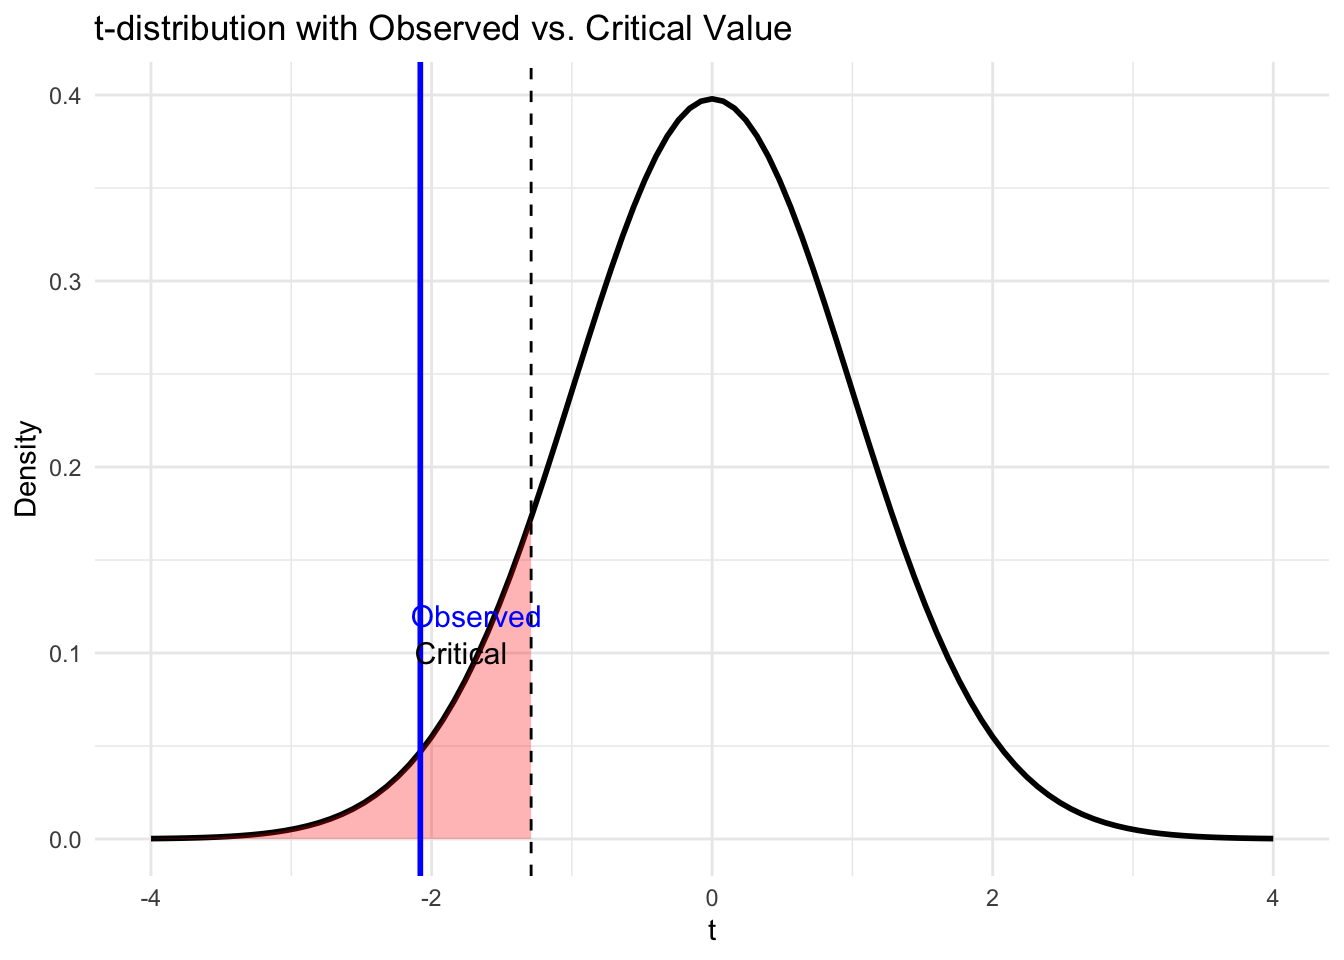 t-distribution with Observed vs. Critical Value
0.4
0.3
0.2
0.1
0.0
Density
Observed
Critical
-4
-2
0
2
4
t